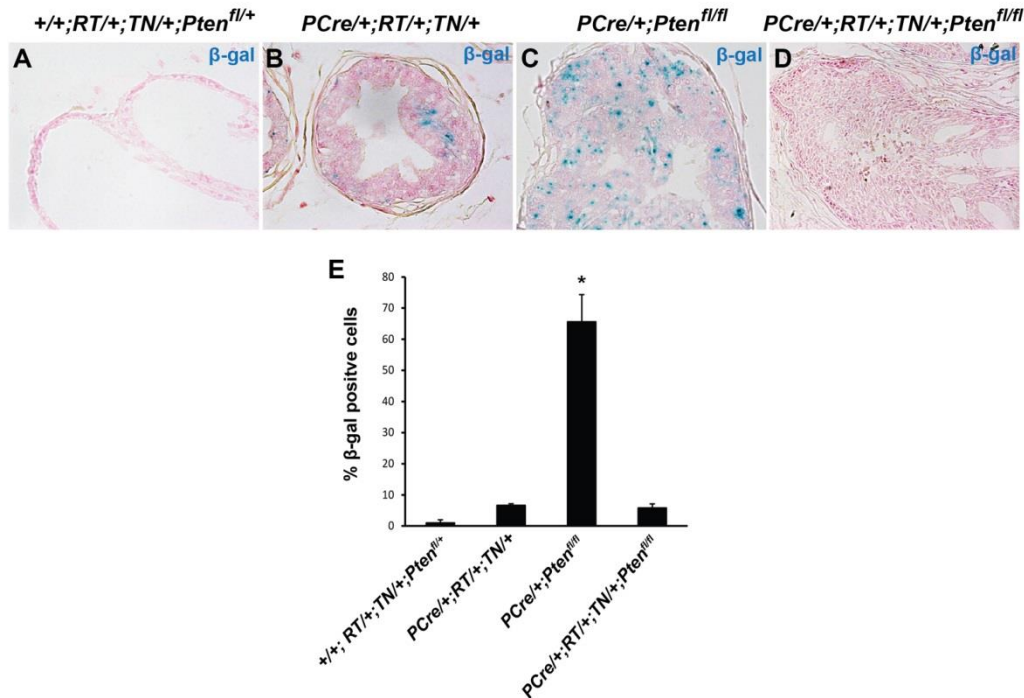 +/+;RT/+;TN/+;Pten^fl/+ PCre/+;RT/+;TN/+ PCre/+;Pten^fl/fl PCre/+;RT/+;TN/+;Pten^fl/fl
A β-gal B β-gal C β-gal D β-gal
E
80
70
60
50
40
30
20
10
0
*
% β-gal positve cells
+/+; RT/+;TN/+;Pten^fl/+
PCre/+;RT/+;TN/+
PCre/+;Pten^fl/fl
PCre/+;RT/+;TN/+;Pten^fl/fl